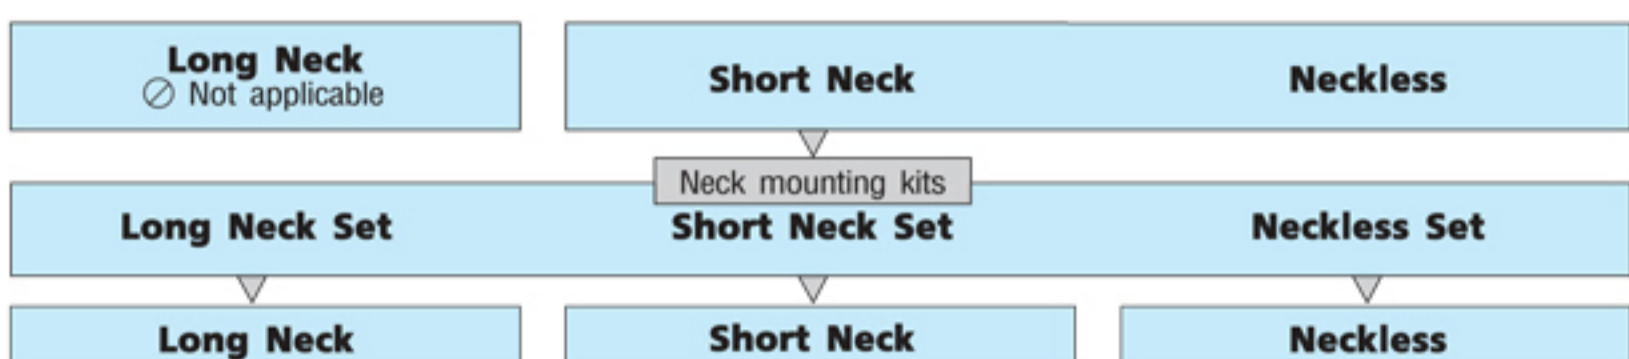 Long Neck
⊘ Not applicable
Short Neck
Neckless
Neck mounting kits
Long Neck Set
Short Neck Set
Neckless Set
Long Neck
Short Neck
Neckless